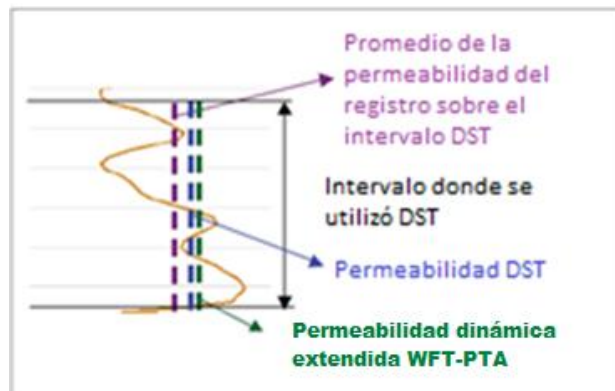 Promedio de la
permeabilidad del
registro sobre el
intervalo DST
Intervalo donde se
utilizó DST
Permeabilidad DST
Permeabilidad dinámica
extendida WFT-PTA